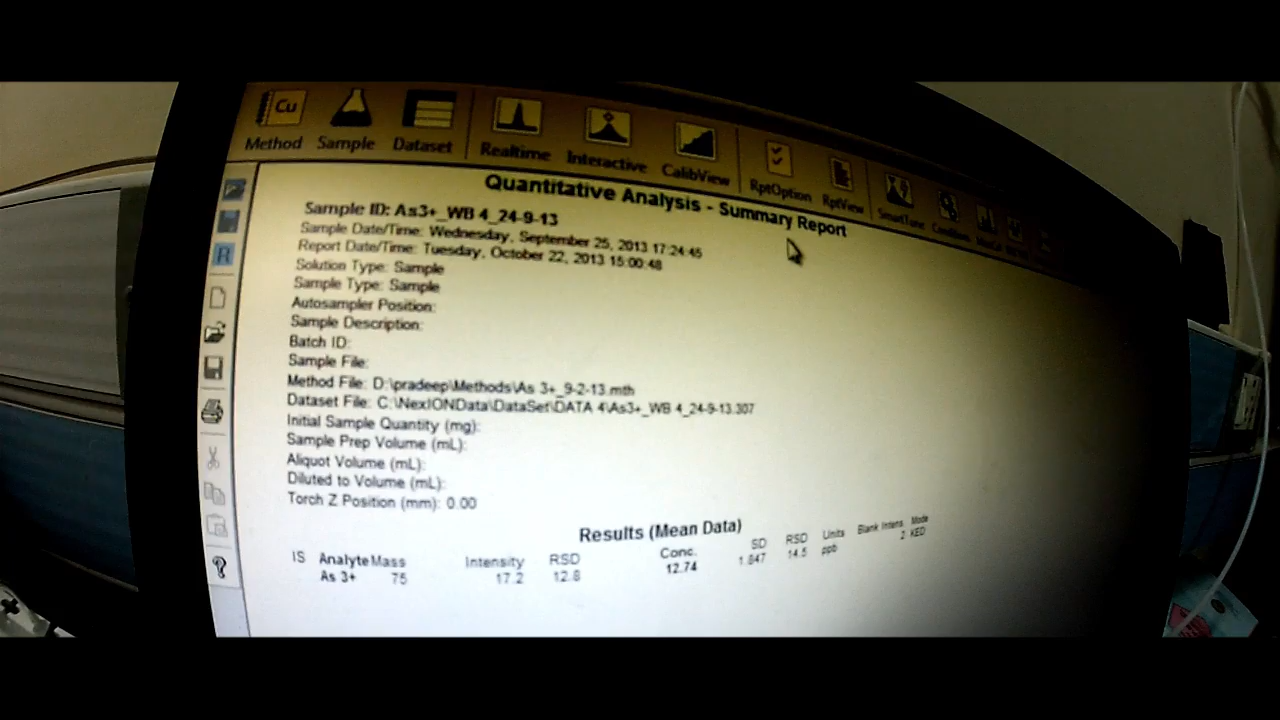 Cu
Method Sample Dataset Realtime Interactive CalibView RptOption RptView SmartTune Conditions
Quantitative Analysis - Summary Report
Sample ID: As3+_WB 4_24-9-13
Sample Date/Time: Wednesday, September 25, 2013 17:24:45
Report Date/Time: Tuesday, October 22, 2013 15:00:48
Solution Type: Sample
Sample Type: Sample
Autosampler Position:
Sample Description:
Batch ID:
Sample File:
Method File: D:\pradeep\Methods\As 3+_9-2-13.mth
Dataset File: C:\NexIONData\DataSet\DATA 4\As3+_WB 4_24-9-13.307
Initial Sample Quantity (mg):
Sample Prep Volume (mL):
Aliquot Volume (mL):
Diluted to Volume (mL):
Torch Z Position (mm): 0.00
Results (Mean Data)
IS Analyte Mass Intensity RSD Conc. SD RSD Units Blank Intens. Mode
As 3+ 75 17.2 12.8 12.74 1.847 14.5 ppb 2 KED
R